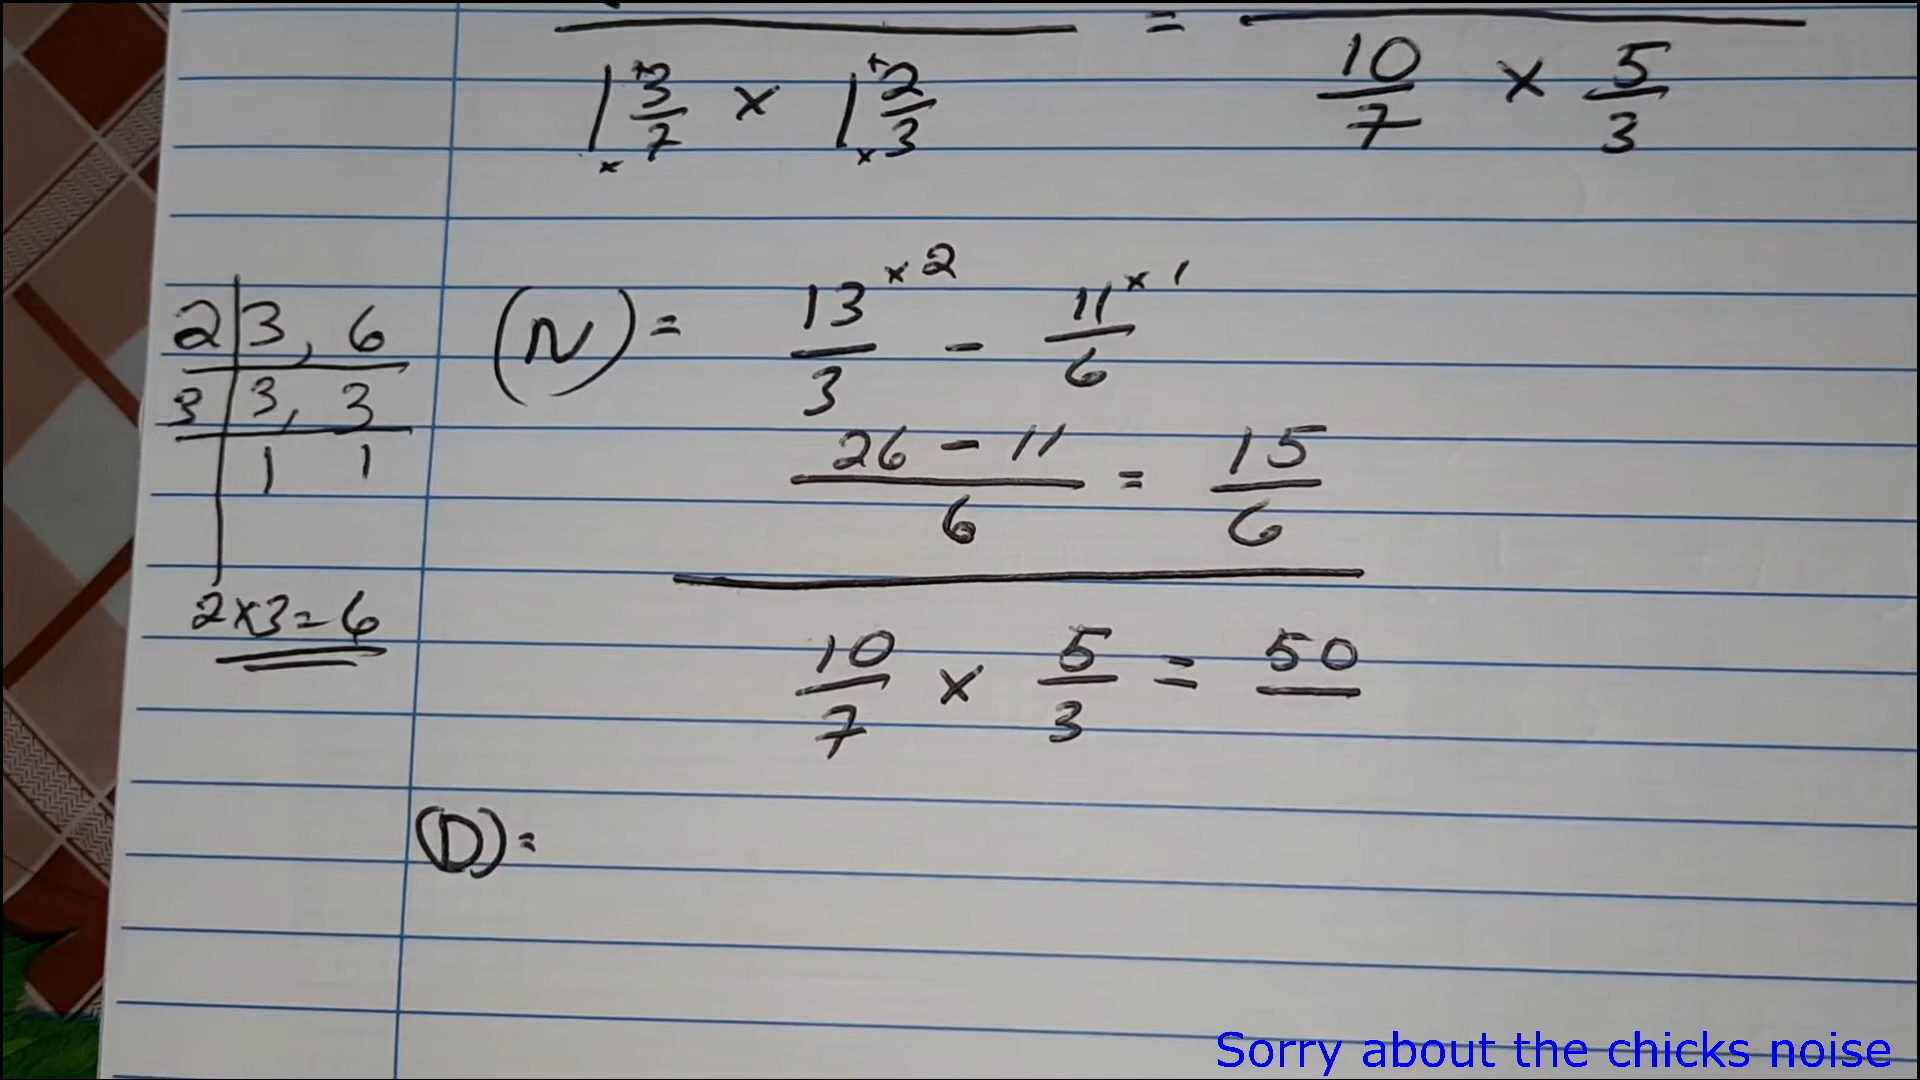 1 3/7 × 1 2/3 = 10/7 × 5/3
+ + × ×
2 | 3, 6
3 | 3, 3
1 1
2×3=6
(N) = 13/3 ×2 - 11/6 ×1
26 - 11 / 6 = 15/6
10/7 × 5/3 = 50
(D) =
Sorry about the chicks noise